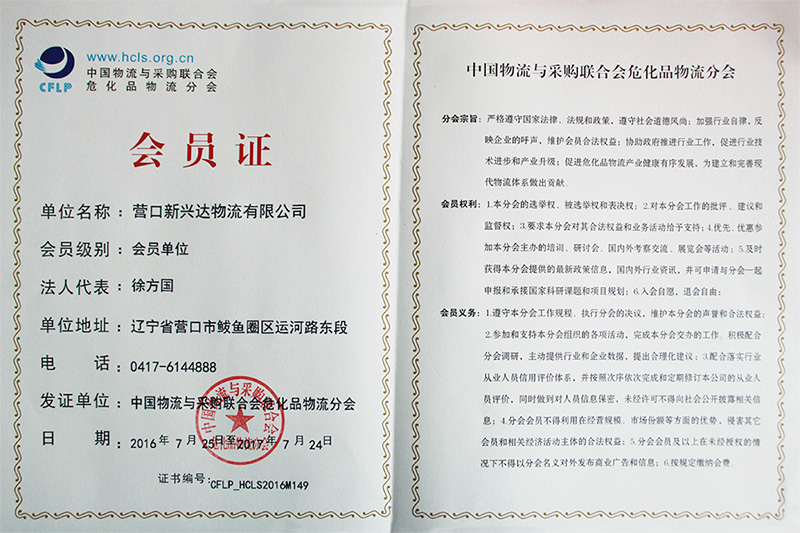 www.hcls.org.cn
中国物流与采购联合会
危化品物流分会
CFLP
会员证
单位名称：营口新兴达物流有限公司
会员级别：会员单位
法人代表：徐方国
单位地址：辽宁省营口市鲅鱼圈区运河路东段
电 话：0417-6144888
发证单位：中国物流与采购联合会危化品物流分会
日 期：2016年7月25日至2017年7月24日
证书编号：CFLP_HCLS2016M149
中国物流与采购联合会
危化品物流分会
中国物流与采购联合会危化品物流分会
分会宗旨：严格遵守国家法律、法规和政策，遵守社会道德风尚；加强行业自律，反
映企业的呼声，维护会员合法权益；协助政府推进行业工作，促进行业技
术进步和产业升级；促进危化品物流产业健康有序发展，为建立和完善现
代物流体系做出贡献.
会员权利：1.本分会的选举权、被选举权和表决权；2.对本分会工作的批评、建议和
监督权；3.要求本分会对其合法权益和业务活动给予支持；4.优先、优惠参
加本分会主办的培训、研讨会、国内外考察交流、展览会等活动；5.及时
获得本分会提供的最新政策信息，国内外行业资讯，并可申请与分会一起
申报和承接国家科研课题和项目规划；6.入会自愿，退会自由；
会员义务：1.遵守本分会工作规程、执行分会的决议，维护本分会的声誉和合法权益；
2.参加和支持本分会组织的各项活动，完成本分会交办的工作。积极配合
分会调研，主动提供行业和企业数据，提出合理化建议；3.配合落实行业
从业人员信用评价体系，并按照次序依次完成和定期修订本公司的从业人
员评价，同时做到对人员信息保密，未经许可不得向社会公开披露相关信
息；4.分会会员不得利用在经营规模、市场份额等方面的优势，侵害其它
会员和相关经济活动主体的合法权益；5.分会会员及以上在未经授权的情
况下不得以分会名义对外发布商业广告和信息；6.按规定缴纳会费.